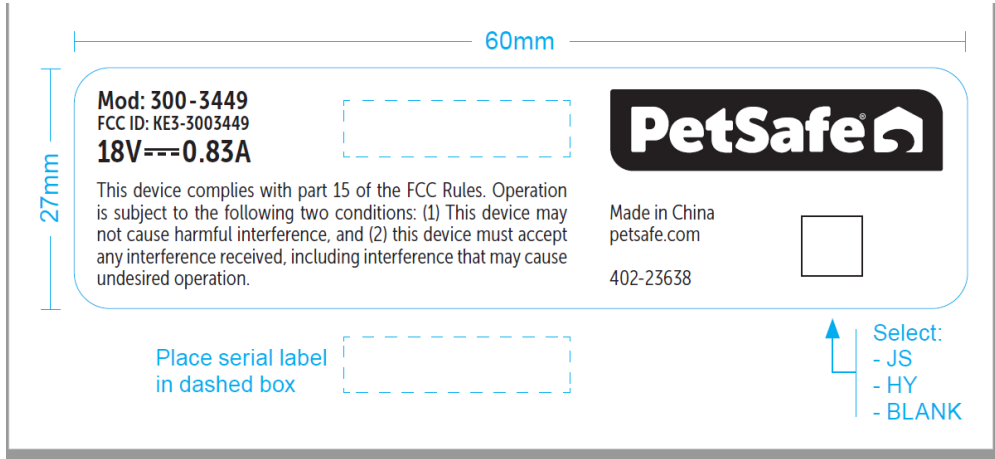 60mm
27mm
Mod: 300-3449
FCC ID: KE3-3003449
18V⎓0.83A
This device complies with part 15 of the FCC Rules. Operation
is subject to the following two conditions: (1) This device may
not cause harmful interference, and (2) this device must accept
any interference received, including interference that may cause
undesired operation.
PetSafe®
Made in China
petsafe.com
402-23638
Place serial label
in dashed box
Select:
- JS
- HY
- BLANK